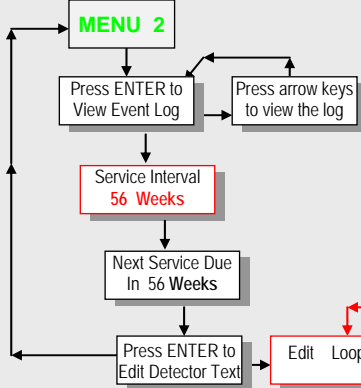 MENU 2
Press ENTER to
View Event Log
Press arrow keys
to view the log
Service Interval
56 Weeks
Next Service Due
In 56 Weeks
Press ENTER to
Edit Detector Text
Edit Loop